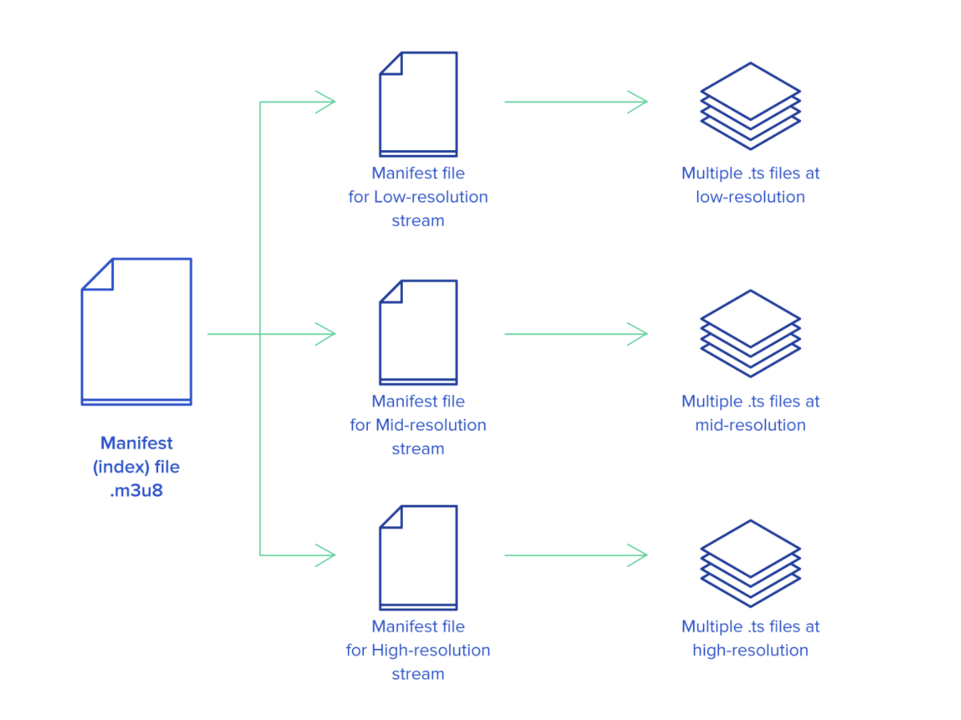 Manifest
(index) file
.m3u8
Manifest file
for Low-resolution
stream
Multiple .ts files at
low-resolution
Manifest file
for Mid-resolution
stream
Multiple .ts files at
mid-resolution
Manifest file
for High-resolution
stream
Multiple .ts files at
high-resolution